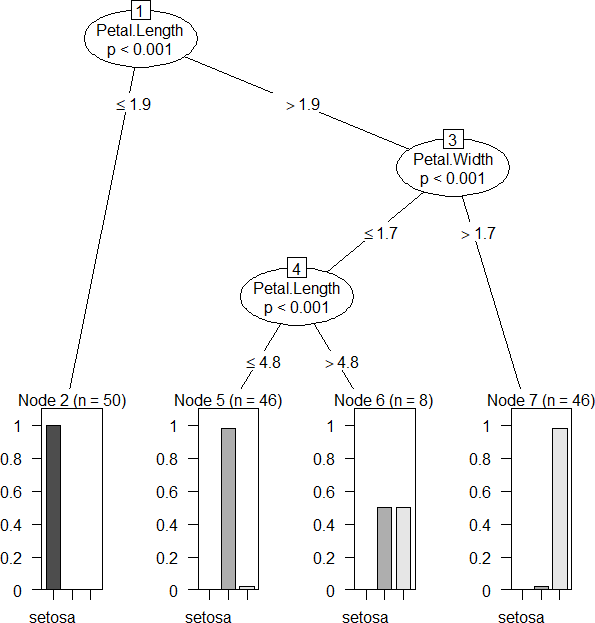 1
Petal.Length
p < 0.001
≤ 1.9
> 1.9
3
Petal.Width
p < 0.001
≤ 1.7
> 1.7
4
Petal.Length
p < 0.001
≤ 4.8
> 4.8
Node 2 (n = 50)
1
0.8
0.6
0.4
0.2
0
setosa
Node 5 (n = 46)
1
0.8
0.6
0.4
0.2
0
setosa
Node 6 (n = 8)
1
0.8
0.6
0.4
0.2
0
setosa
Node 7 (n = 46)
1
0.8
0.6
0.4
0.2
0
setosa